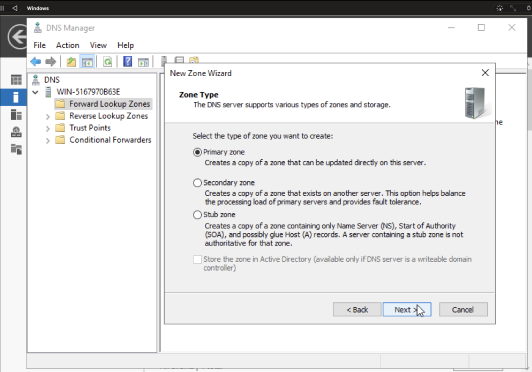 Windows
DNS Manager
File Action View Help
DNS
WIN-5167970B63E
Forward Lookup Zones
Reverse Lookup Zones
Trust Points
Conditional Forwarders
New Zone Wizard
Zone Type
The DNS server supports various types of zones and storage.
Select the type of zone you want to create:
Primary zone
Creates a copy of a zone that can be updated directly on this server.
Secondary zone
Creates a copy of a zone that exists on another server. This option helps balance
the processing load of primary servers and provides fault tolerance.
Stub zone
Creates a copy of a zone containing only Name Server (NS), Start of Authority
(SOA), and possibly glue Host (A) records. A server containing a stub zone is not
authoritative for that zone.
Store the zone in Active Directory (available only if DNS server is a writeable domain
controller)
< Back Next > Cancel